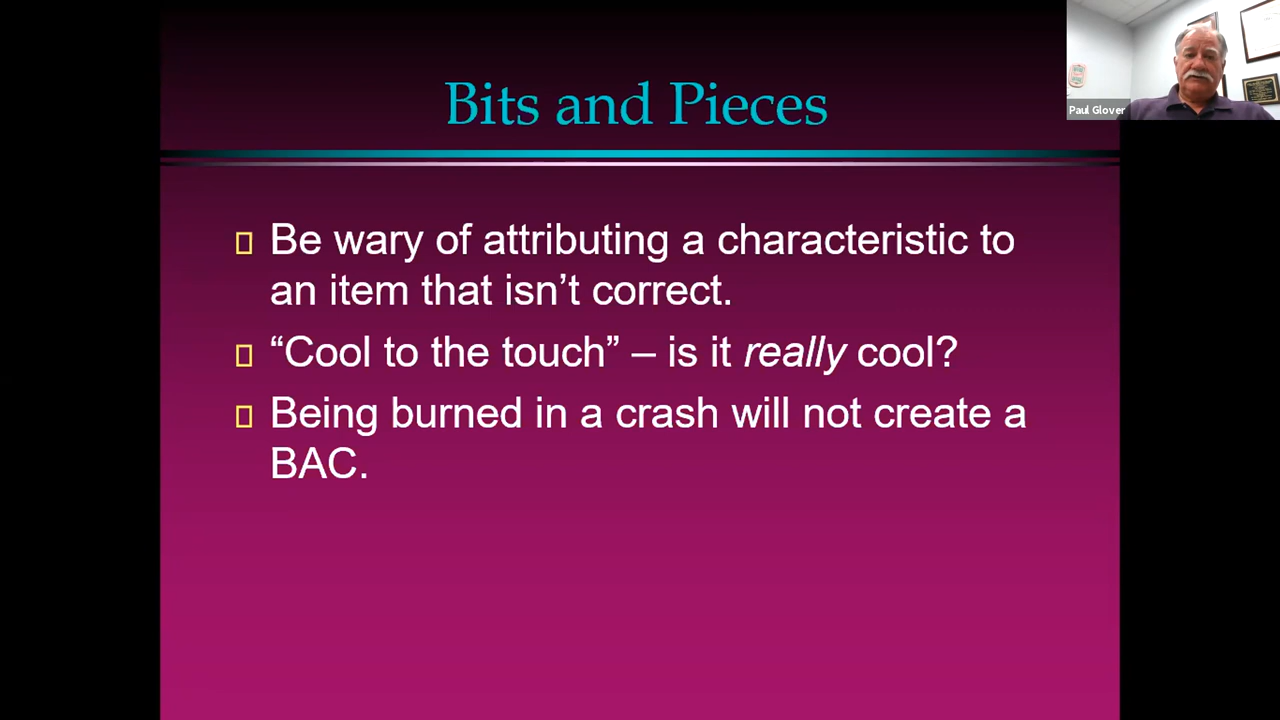 Bits and Pieces
Paul Glover
Be wary of attributing a characteristic to
an item that isn’t correct.
“Cool to the touch” – is it really cool?
Being burned in a crash will not create a
BAC.